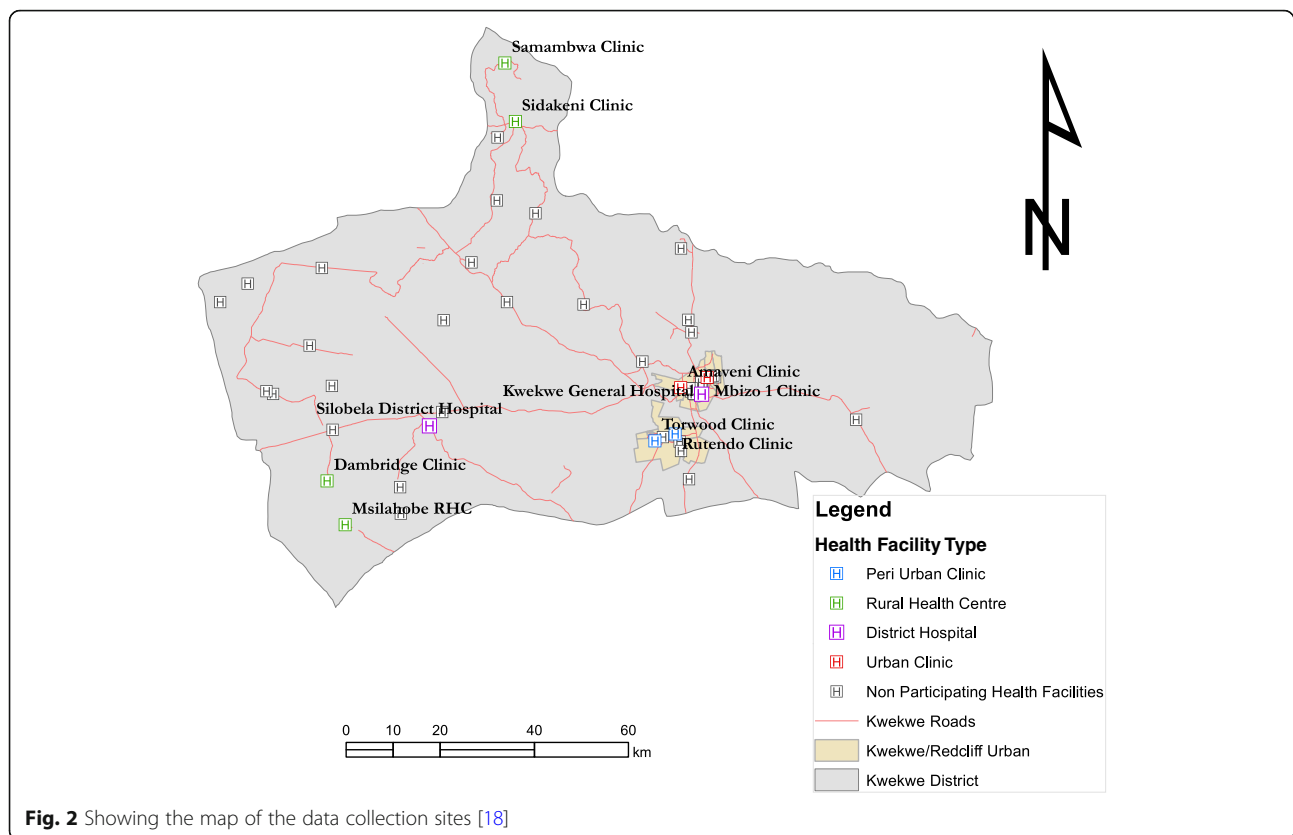 Samambwa Clinic
Sidakeni Clinic
N
Amaveni Clinic
Kwekwe General Hospital Mbizo 1 Clinic
Silobela District Hospital
Torwood Clinic
Rutendo Clinic
Dambridge Clinic
Msilahobe RHC
Legend
Health Facility Type
H Peri Urban Clinic
H Rural Health Centre
H District Hospital
H Urban Clinic
H Non Participating Health Facilities
Kwekwe Roads
Kwekwe/Redcliff Urban
Kwekwe District
0 10 20 40 60
km
Fig. 2 Showing the map of the data collection sites [18]